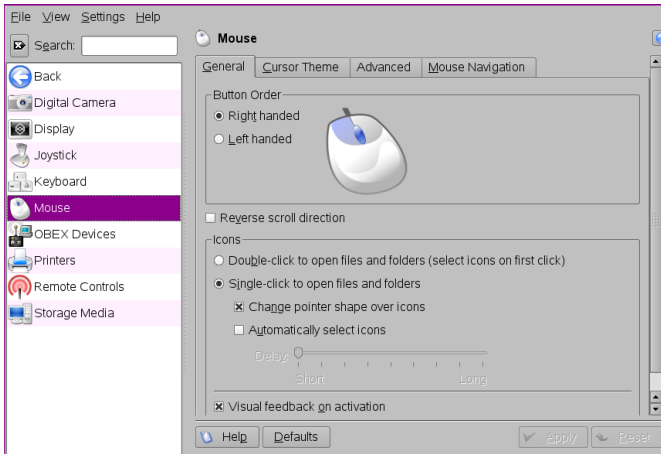 File View Settings Help
Search:
Mouse
Back
Digital Camera
Display
Joystick
Keyboard
Mouse
OBEX Devices
Printers
Remote Controls
Storage Media
General Cursor Theme Advanced Mouse Navigation
Button Order
Right handed
Left handed
Reverse scroll direction
Icons
Double-click to open files and folders (select icons on first click)
Single-click to open files and folders
Change pointer shape over icons
Automatically select icons
Delay:
Short Long
Visual feedback on activation
Help Defaults Apply Reset